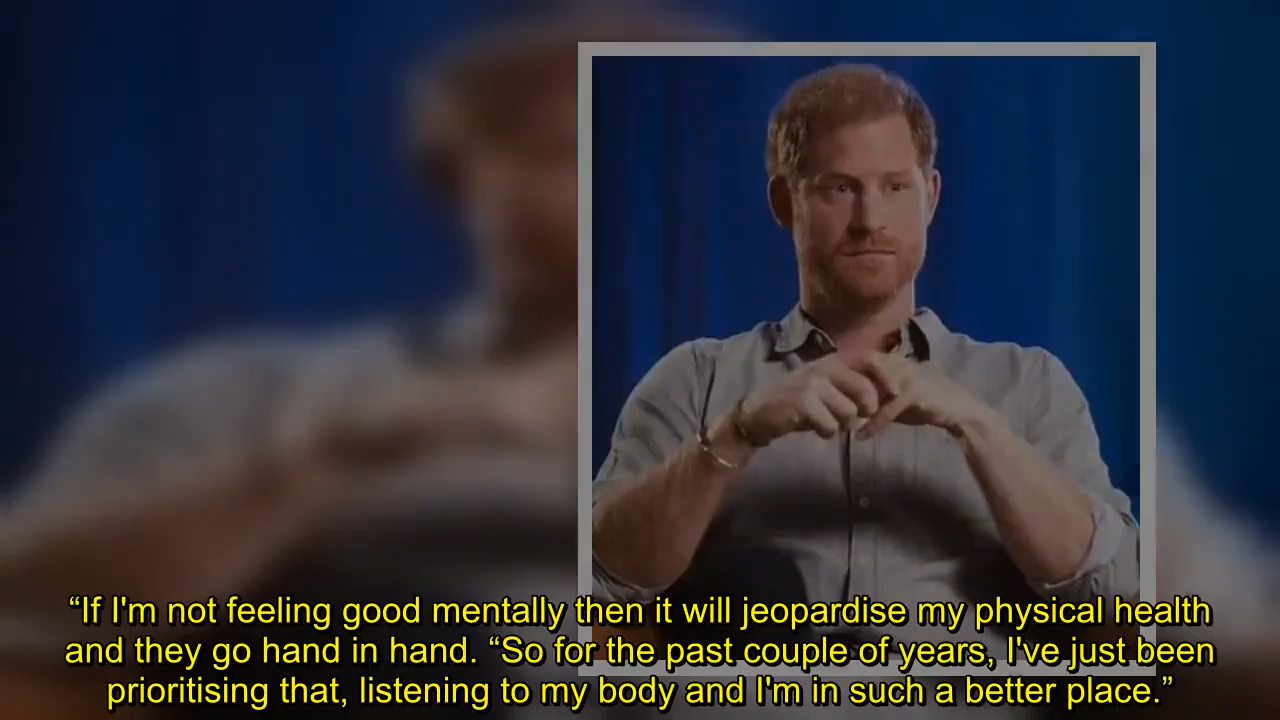 “If I'm not feeling good mentally then it will jeopardise my physical health
and they go hand in hand. “So for the past couple of years, I've just been
prioritising that, listening to my body and I'm in such a better place.”